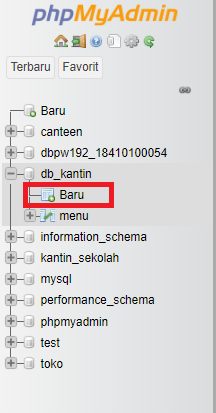 phpMyAdmin
Terbaru Favorit
Baru
canteen
dbpw192_18410100054
db_kantin
Baru
menu
information_schema
kantin_sekolah
mysql
performance_schema
phpmyadmin
test
toko